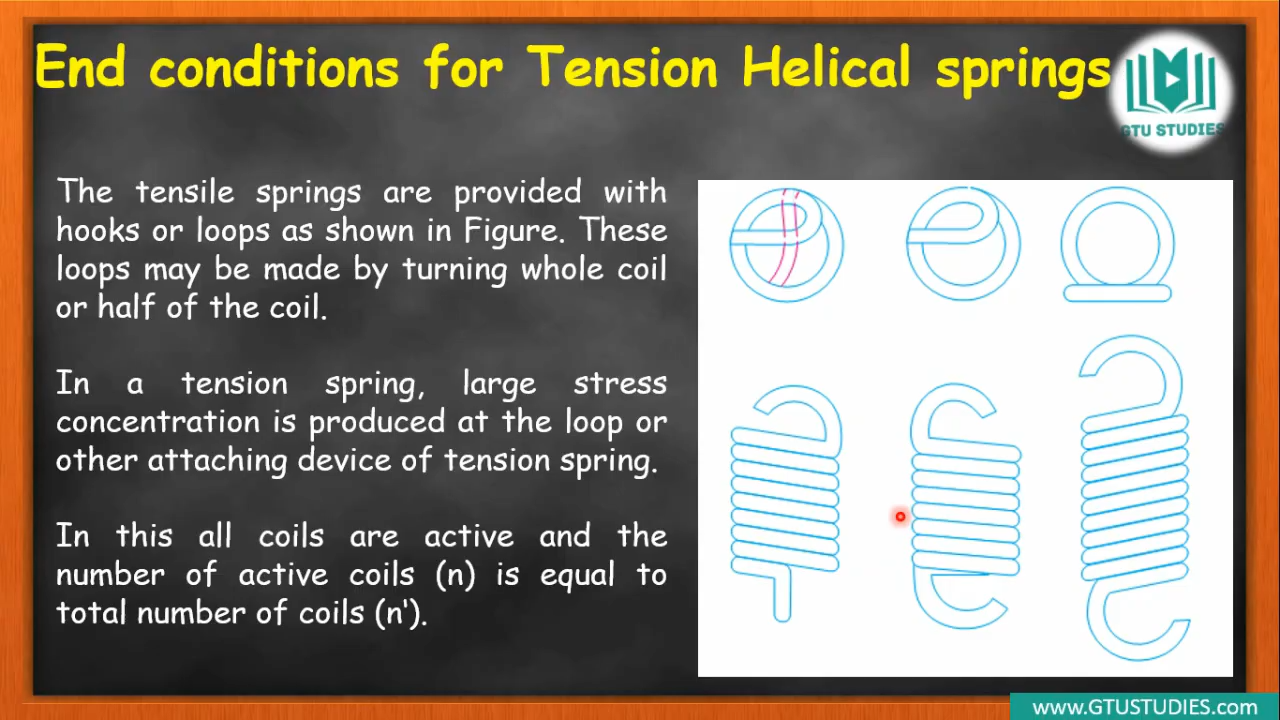 End conditions for Tension Helical springs
GTU STUDIES
The tensile springs are provided with
hooks or loops as shown in Figure. These
loops may be made by turning whole coil
or half of the coil.
In a tension spring, large stress
concentration is produced at the loop or
other attaching device of tension spring.
In this all coils are active and the
number of active coils (n) is equal to
total number of coils (n').
www.GTUSTUDIES.com